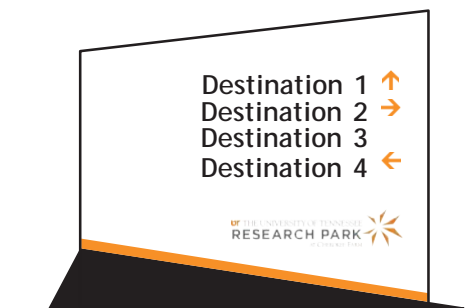 Destination 1 ↑
Destination 2 →
Destination 3
Destination 4 ←
UT THE UNIVERSITY OF TENNESSEE
RESEARCH PARK